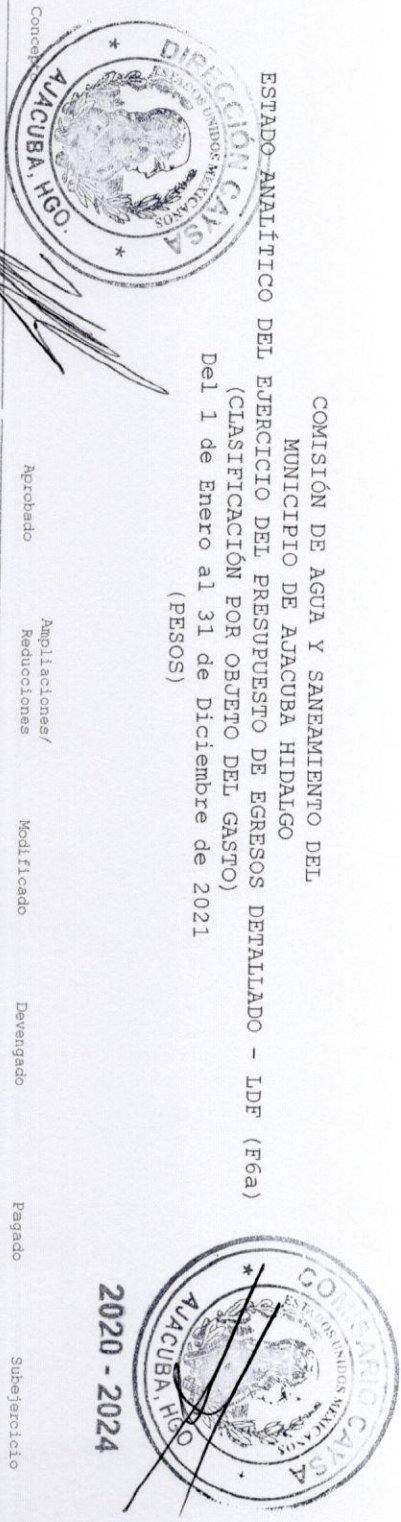 COMISIÓN DE AGUA Y SANEAMIENTO DEL
MUNICIPIO DE AJACUBA HIDALGO
ESTADO ANALÍTICO DEL EJERCICIO DEL PRESUPUESTO DE EGRESOS DETALLADO - LDF (F6a)
(CLASIFICACIÓN POR OBJETO DEL GASTO)
Del 1 de Enero al 31 de Diciembre de 2021
(PESOS)
DIRECCIÓN CAYSA
ESTADOS UNIDOS MEXICANOS
* AJACUBA, HGO. *
COMISARIO CAYSA
ESTADOS UNIDOS MEXICANOS
* AJACUBA, HGO
2020 - 2024
Concepto
Aprobado
Ampliaciones/
Reducciones
Modificado
Devengado
Pagado
Subejercicio